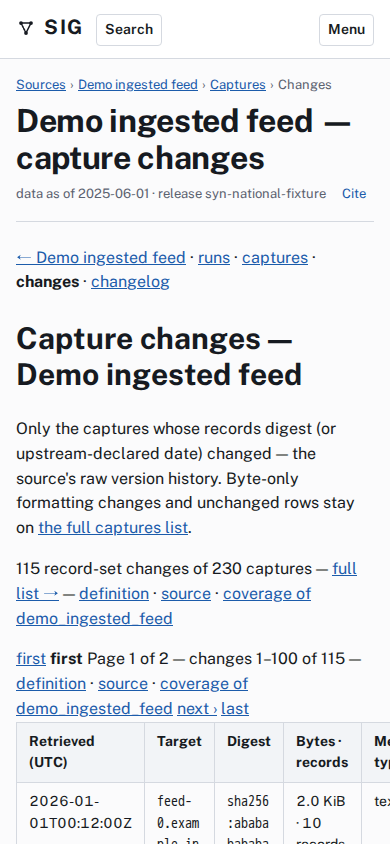 SIG Search Menu
Sources › Demo ingested feed › Captures › Changes
Demo ingested feed —
capture changes
data as of 2025-06-01 · release syn-national-fixture Cite
← Demo ingested feed · runs · captures ·
changes · changelog
Capture changes —
Demo ingested feed
Only the captures whose records digest (or
upstream-declared date) changed — the
source's raw version history. Byte-only
formatting changes and unchanged rows stay
on the full captures list.
115 record-set changes of 230 captures — full
list → — definition · source · coverage of
demo_ingested_feed
first first Page 1 of 2 — changes 1–100 of 115 —
definition · source · coverage of
demo_ingested_feed next › last
Retrieved Target Digest Bytes ·
(UTC) records
2026-01- feed- sha256 2.0 KiB
01T00:12:00Z 0.exam :ababa · 10